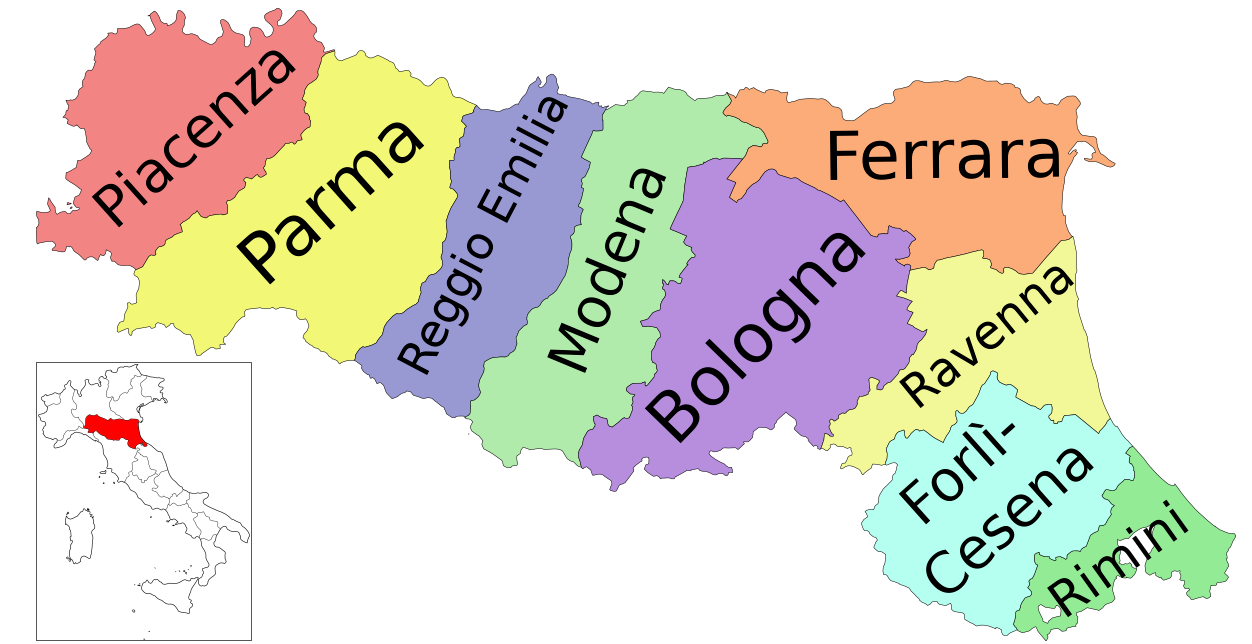 Piacenza
Parma
Reggio Emilia
Modena
Bologna
Ferrara
Ravenna
Forlì-
Cesena
Rimini